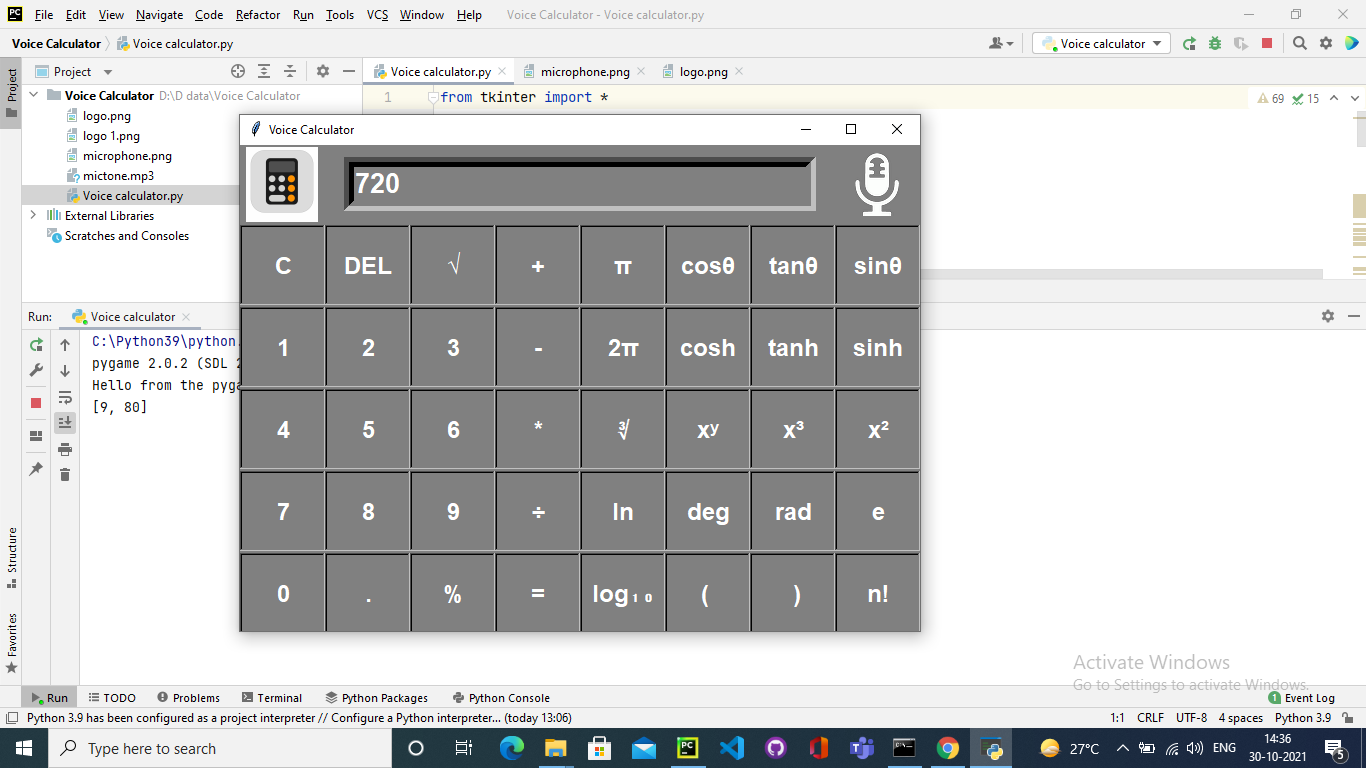 PC File Edit View Navigate Code Refactor Run Tools VCS Window Help Voice Calculator - Voice calculator.py
Voice Calculator Voice calculator.py Voice calculator
Project Project Voice calculator.py microphone.png logo.png
Voice Calculator D:\D data\Voice Calculator
1 from tkinter import * 69 15
logo.png
logo 1.png
microphone.png
mictone.mp3
Voice calculator.py
External Libraries
Scratches and Consoles
Voice Calculator
720
C DEL √ + π cosθ tanθ sinθ
1 2 3 - 2π cosh tanh sinh
4 5 6 * ∛ xʸ x³ x²
7 8 9 ÷ ln deg rad e
0 . % = log₁₀ ( ) n!
Run: Voice calculator
C:\Python39\python.
pygame 2.0.2 (SDL 2
Hello from the pyga
[9, 80]
Structure
Favorites
Activate Windows
Go to Settings to activate Windows.
Run TODO Problems Terminal Python Packages Python Console 1 Event Log
Python 3.9 has been configured as a project interpreter // Configure a Python interpreter... (today 13:06) 1:1 CRLF UTF-8 4 spaces Python 3.9
Type here to search PC 27°C ENG 14:36
30-10-2021 5